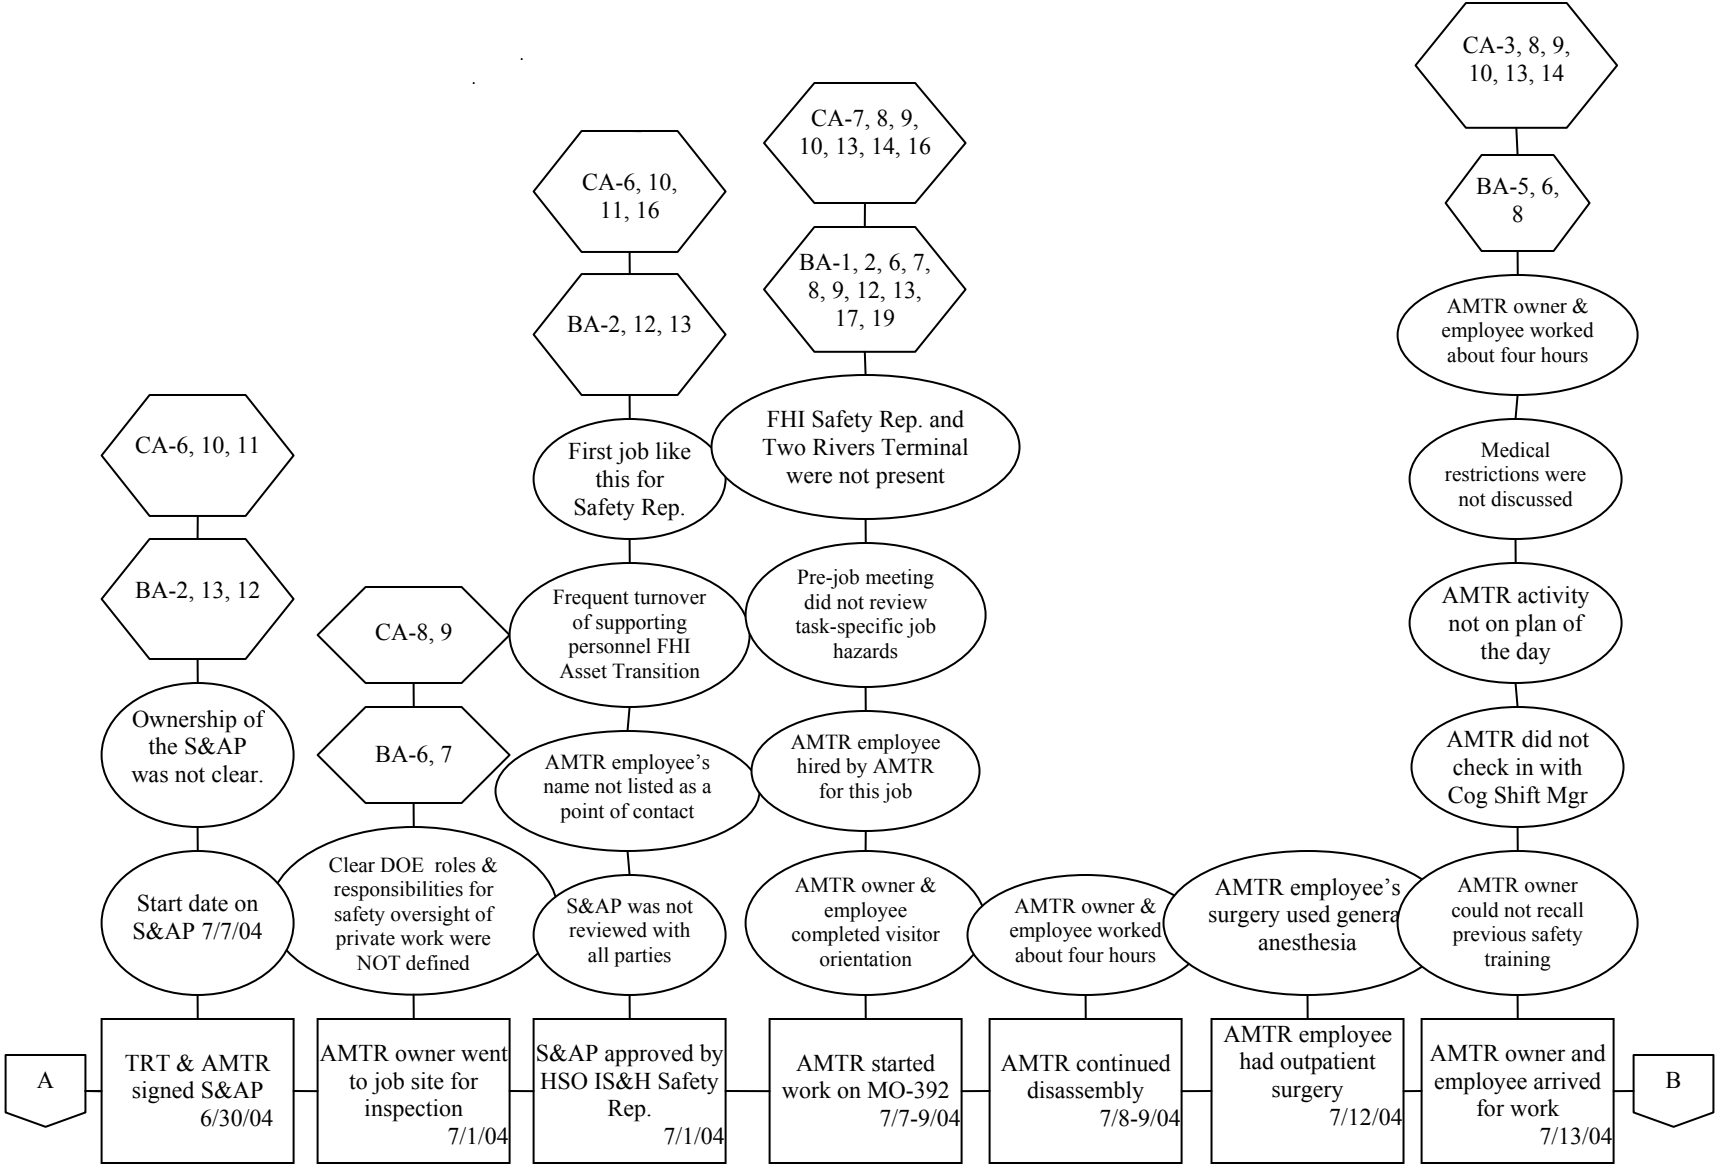 CA-6, 10, 11
BA-2, 13, 12
Ownership of
the S&AP
was not clear.
Start date on
S&AP 7/7/04
A
TRT & AMTR
signed S&AP
6/30/04
CA-8, 9
BA-6, 7
Clear DOE roles &
responsibilities for
safety oversight of
private work were
NOT defined
AMTR owner went
to job site for
inspection
7/1/04
CA-6, 10,
11, 16
BA-2, 12, 13
First job like
this for
Safety Rep.
Frequent turnover
of supporting
personnel FHI
Asset Transition
AMTR employee’s
name not listed as a
point of contact
S&AP was not
reviewed with
all parties
S&AP approved by
HSO IS&H Safety
Rep.
7/1/04
CA-7, 8, 9,
10, 13, 14, 16
BA-1, 2, 6, 7,
8, 9, 12, 13,
17, 19
FHI Safety Rep. and
Two Rivers Terminal
were not present
Pre-job meeting
did not review
task-specific job
hazards
AMTR employee
hired by AMTR
for this job
AMTR owner &
employee
completed visitor
orientation
AMTR started
work on MO-392
7/7-9/04
AMTR owner &
employee worked
about four hours
AMTR continued
disassembly
7/8-9/04
AMTR employee’s
surgery used genera
anesthesia
AMTR employee
had outpatient
surgery
7/12/04
CA-3, 8, 9,
10, 13, 14
BA-5, 6,
8
AMTR owner &
employee worked
about four hours
Medical
restrictions were
not discussed
AMTR activity
not on plan of
the day
AMTR did not
check in with
Cog Shift Mgr
AMTR owner
could not recall
previous safety
training
AMTR owner and
employee arrived
for work
7/13/04
B